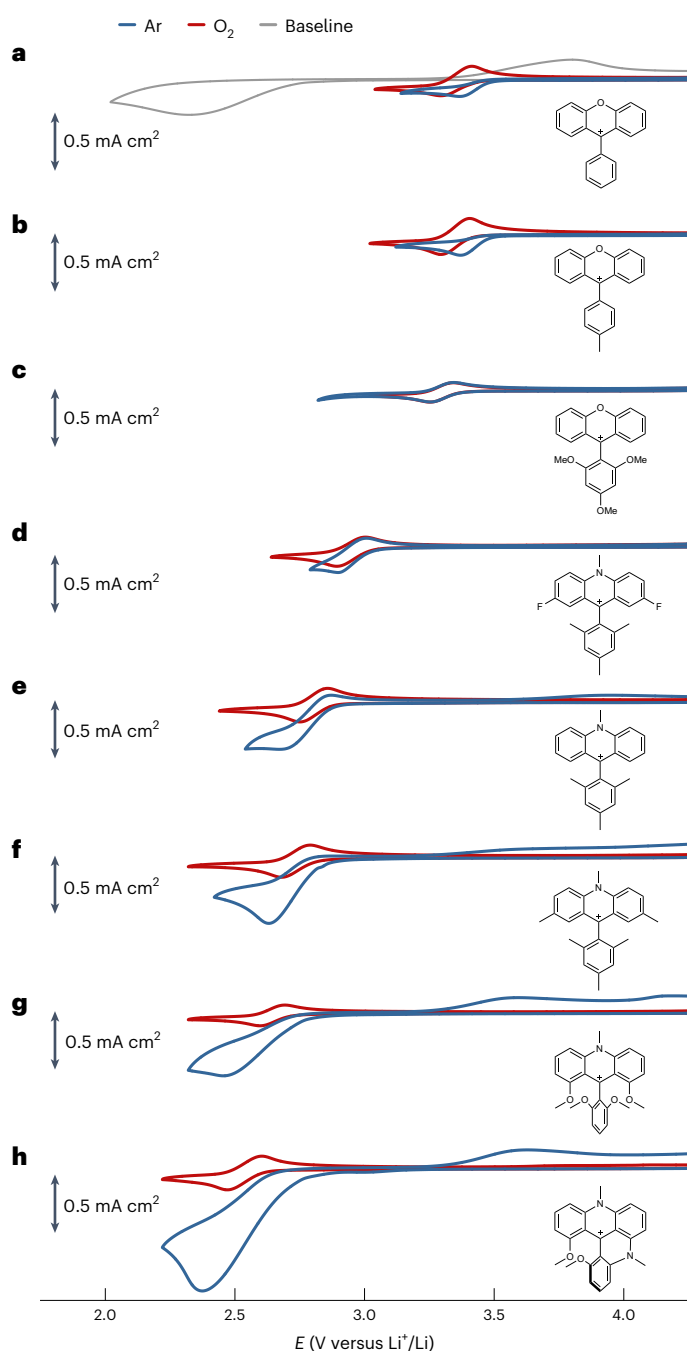 Ar O₂ Baseline
a
0.5 mA cm²
O
+
b
0.5 mA cm²
O
+
c
0.5 mA cm²
O
+
MeO OMe
OMe
d
0.5 mA cm²
N
F + F
e
0.5 mA cm²
N
+
f
0.5 mA cm²
N
+
g
0.5 mA cm²
N
+
O O O O
h
0.5 mA cm²
N
+
O O N
2.0 2.5 3.0 3.5 4.0
E (V versus Li⁺/Li)